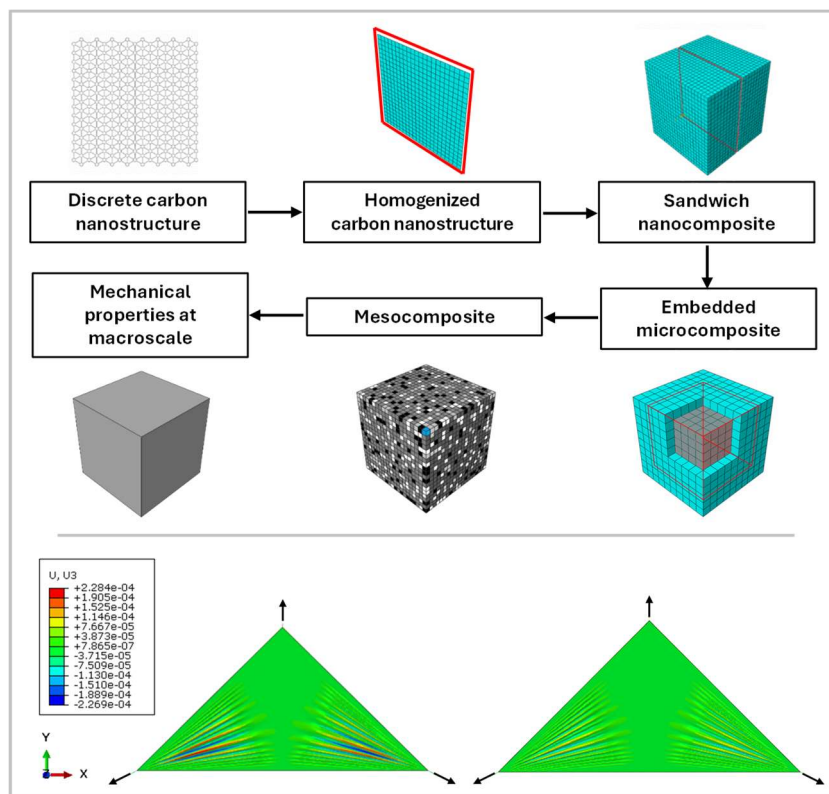 Discrete carbon
nanostructure
Homogenized
carbon nanostructure
Sandwich
nanocomposite
Mechanical
properties at
macroscale
Mesocomposite
Embedded
microcomposite
U, U3
+2.284e-04
+1.905e-04
+1.525e-04
+1.146e-04
+7.667e-05
+3.873e-05
+7.865e-07
-3.715e-05
-7.509e-05
-1.130e-04
-1.510e-04
-1.889e-04
-2.269e-04
Y
Z
X